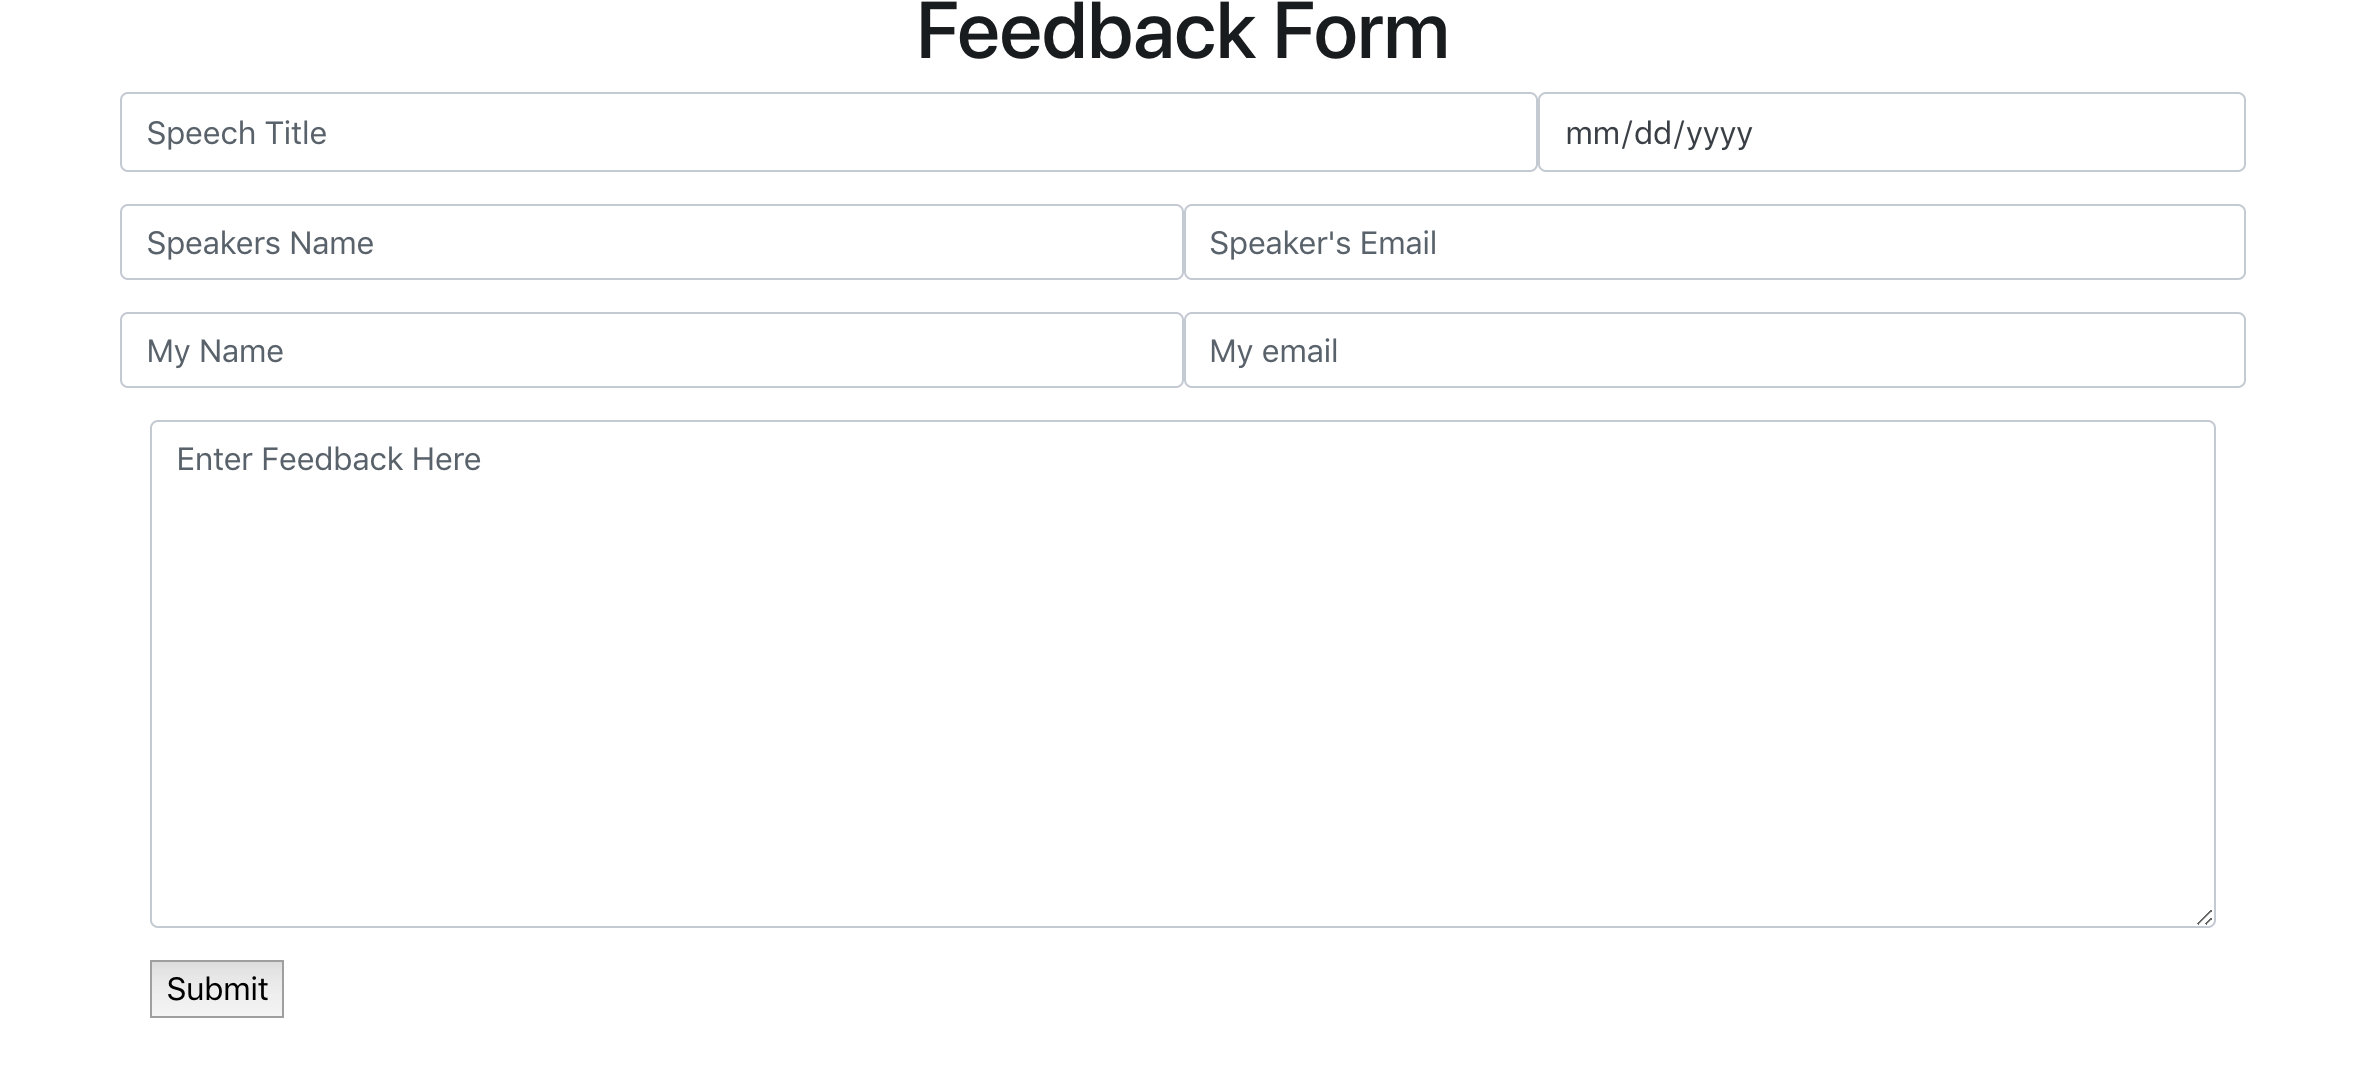 Feedback Form
Speech Title mm/dd/yyyy
Speakers Name Speaker's Email
My Name My email
Enter Feedback Here
Submit